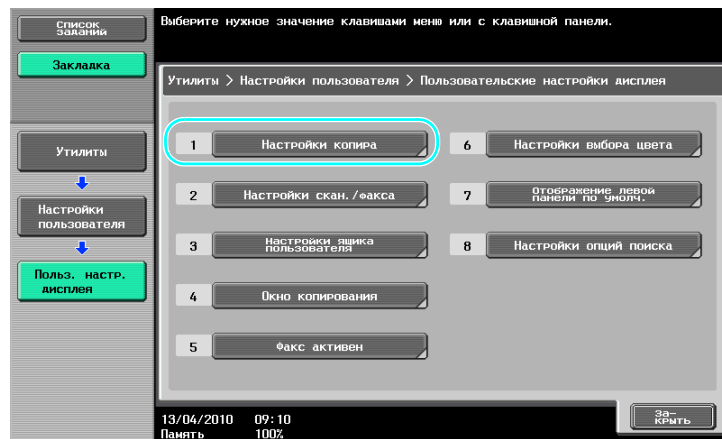 Список
заданий
Выберите нужное значение клавишами меню или с клавишной панели.
Закладка
Утилиты > Настройки пользователя > Пользовательские настройки дисплея
Утилиты
Настройки
пользователя
Польз. настр.
дисплея
1 Настройки копира
2 Настройки скан./факса
3 Настройки ящика
пользователя
4 Окно копирования
5 Факс активен
6 Настройки выбора цвета
7 Отображение левой
панели по умолч.
8 Настройки опций поиска
13/04/2010 09:10
Память 100%
За-
крыть